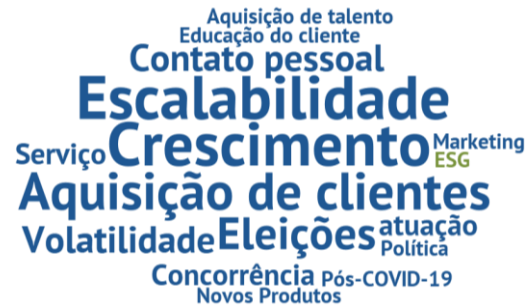 Aquisição de talento
Educação do cliente
Contato pessoal
Escalabilidade
Serviço Crescimento Marketing
ESG
Aquisição de clientes
Volatilidade Eleições atuação
Política
Concorrência Pós-COVID-19
Novos Produtos